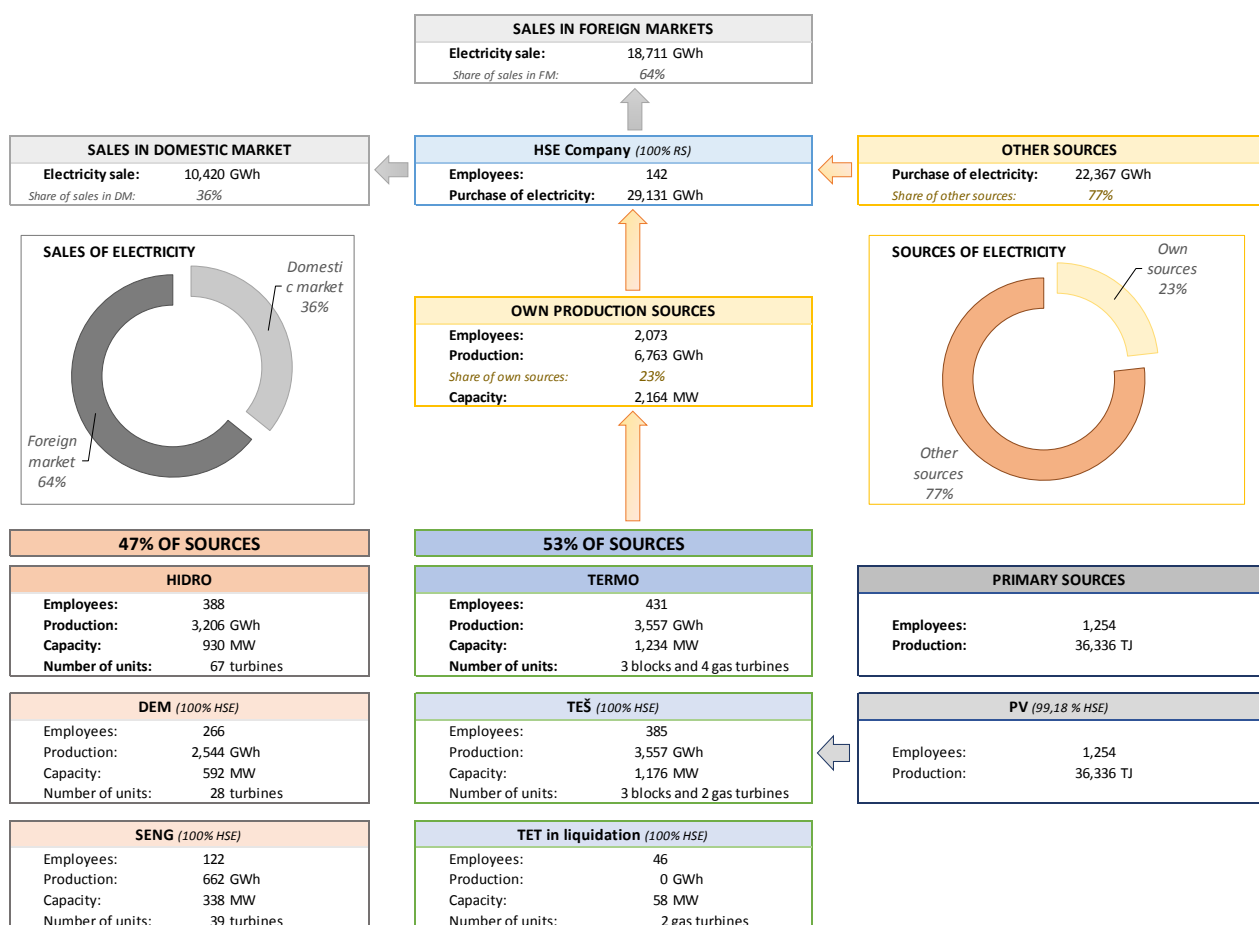 SALES IN FOREIGN MARKETS
Electricity sale: 18,711 GWh
Share of sales in FM: 64%
SALES IN DOMESTIC MARKET
Electricity sale: 10,420 GWh
Share of sales in DM: 36%
HSE Company (100% RS)
Employees: 142
Purchase of electricity: 29,131 GWh
OTHER SOURCES
Purchase of electricity: 22,367 GWh
Share of other sources: 77%
SALES OF ELECTRICITY
Domesti
c market
36%
Foreign
market
64%
OWN PRODUCTION SOURCES
Employees: 2,073
Production: 6,763 GWh
Share of own sources: 23%
Capacity: 2,164 MW
SOURCES OF ELECTRICITY
Own
sources
23%
Other
sources
77%
47% OF SOURCES
53% OF SOURCES
HIDRO
Employees: 388
Production: 3,206 GWh
Capacity: 930 MW
Number of units: 67 turbines
TERMO
Employees: 431
Production: 3,557 GWh
Capacity: 1,234 MW
Number of units: 3 blocks and 4 gas turbines
PRIMARY SOURCES
Employees: 1,254
Production: 36,336 TJ
DEM (100% HSE)
Employees: 266
Production: 2,544 GWh
Capacity: 592 MW
Number of units: 28 turbines
TEŠ (100% HSE)
Employees: 385
Production: 3,557 GWh
Capacity: 1,176 MW
Number of units: 3 blocks and 2 gas turbines
PV (99,18 % HSE)
Employees: 1,254
Production: 36,336 TJ
SENG (100% HSE)
Employees: 122
Production: 662 GWh
Capacity: 338 MW
Number of units: 39 turbines
TET in liquidation (100% HSE)
Employees: 46
Production: 0 GWh
Capacity: 58 MW
Number of units: 2 gas turbines